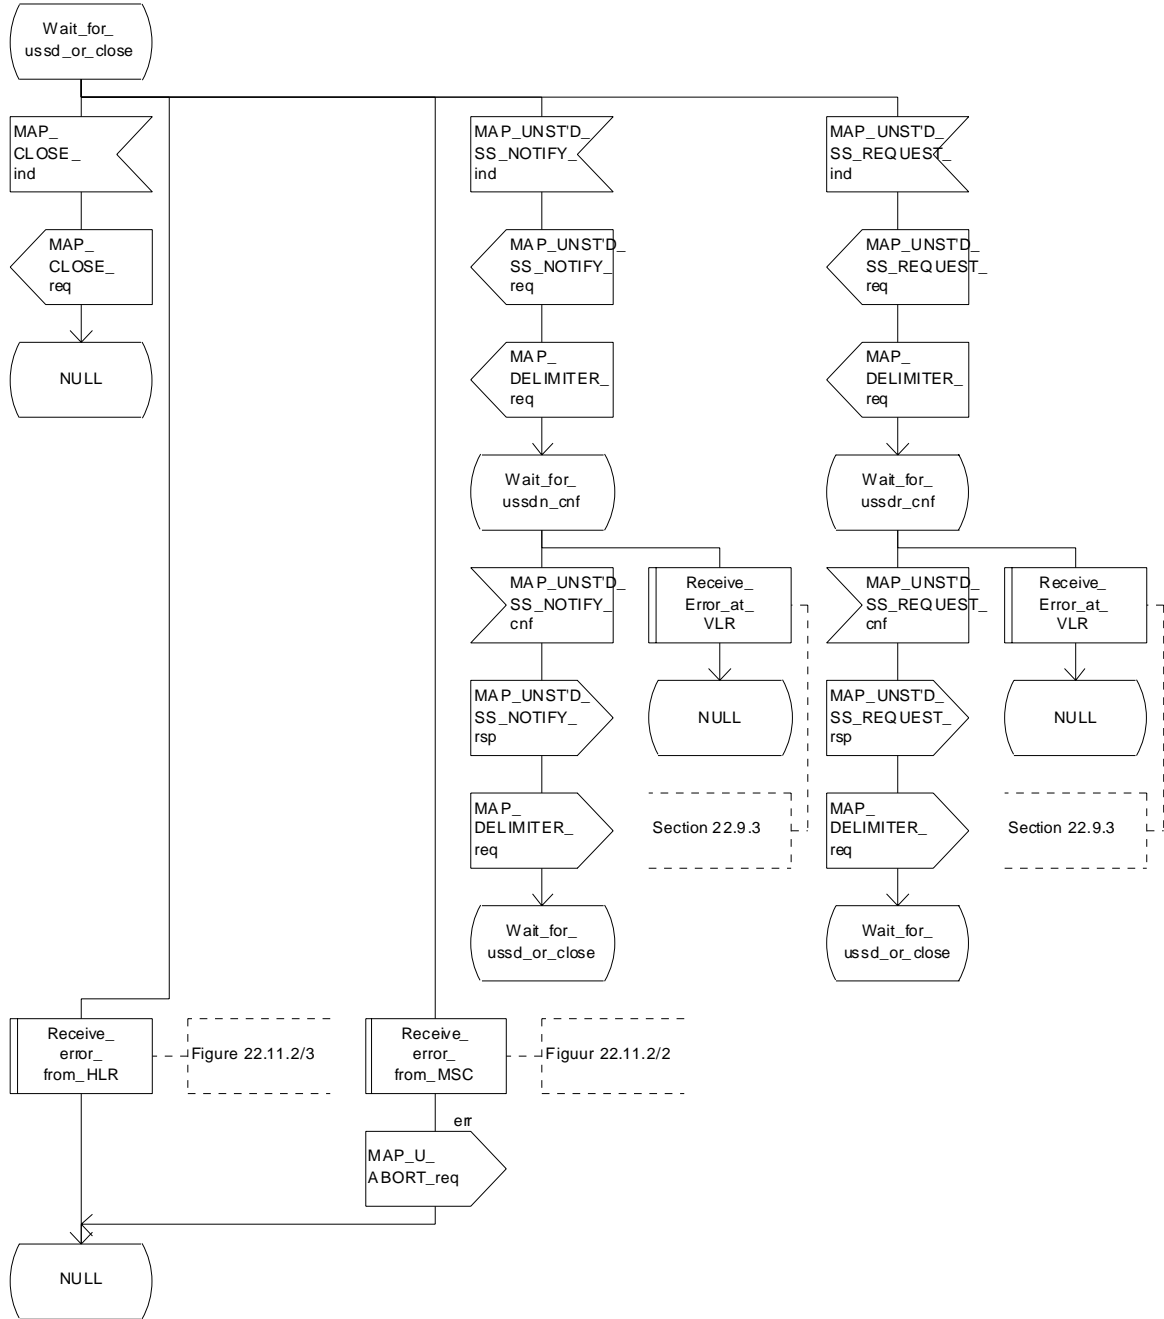 Wait_for_
ussd_or_close
MAP_
CLOSE_
ind
MAP_UNST'D_
SS_NOTIFY_
ind
MAP_UNST'D_
SS_REQUEST_
ind
MAP_
CLOSE_
req
MAP_UNST'D_
SS_NOTIFY_
req
MAP_UNST'D_
SS_REQUEST_
req
NULL
MAP_
DELIMITER_
req
MAP_
DELIMITER_
req
Wait_for_
ussdn_cnf
Wait_for_
ussdr_cnf
MAP_UNST'D_
SS_NOTIFY_
cnf
Receive_
Error_at_
VLR
MAP_UNST'D_
SS_REQUEST_
cnf
Receive_
Error_at_
VLR
MAP_UNST'D_
SS_NOTIFY_
rsp
NULL
MAP_UNST'D_
SS_REQUEST_
rsp
NULL
MAP_
DELIMITER_
req
Section 22.9.3
MAP_
DELIMITER_
req
Section 22.9.3
Wait_for_
ussd_or_close
Wait_for_
ussd_or_close
Receive_
error_
from_HLR
Figure 22.11.2/3
Receive_
error_
from_MSC
Figuur 22.11.2/2
err
MAP_U_
ABORT_req
NULL